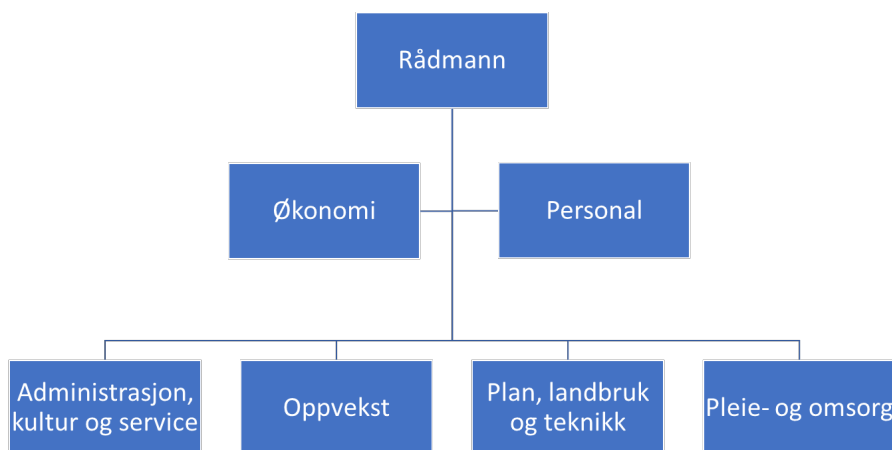 Rådmann
Økonomi
Personal
Administrasjon,
kultur og service
Oppvekst
Plan, landbruk
og teknikk
Pleie- og omsorg